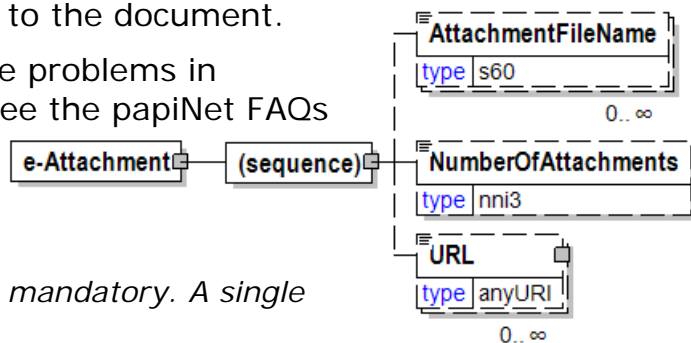 to the document.
e problems in
ee the papiNet FAQs
mandatory. A single
e-Attachment
(sequence)
AttachmentFileName
type s60
0.. ∞
NumberOfAttachments
type nni3
URL
type anyURI
0.. ∞